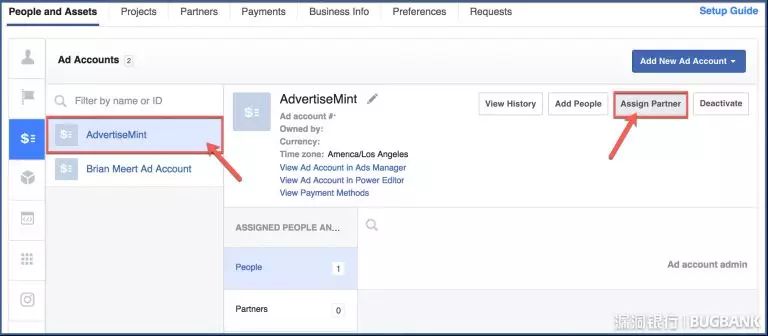 People and Assets Projects Partners Payments Business Info Preferences Requests Setup Guide
Ad Accounts 2
Add New Ad Account
Filter by name or ID
AdvertiseMint
Brian Meert Ad Account
AdvertiseMint
View History Add People Assign Partner Deactivate
Ad account #:
Owned by:
Currency:
Time zone: America/Los Angeles
View Ad Account in Ads Manager
View Ad Account in Power Editor
View Payment Methods
ASSIGNED PEOPLE AN...
People 1
Partners 0
Ad account admin
漏洞银行 BUGBANK